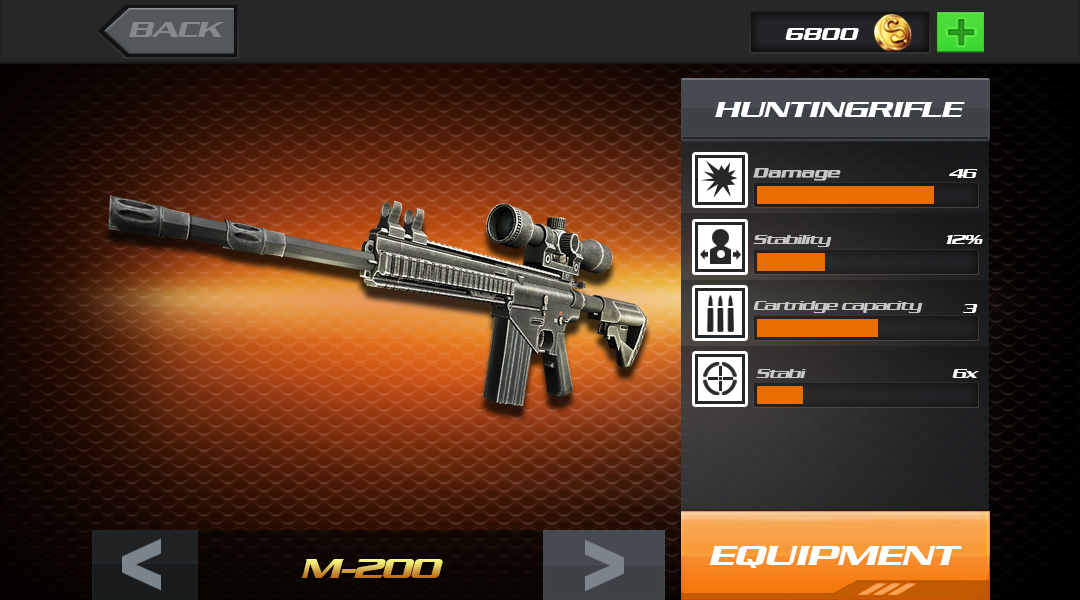 BACK
6800
HUNTINGRIFLE
Damage 46
Stability 12%
Cartridge capacity 3
Stabi 6x
< M-200 >
EQUIPMENT